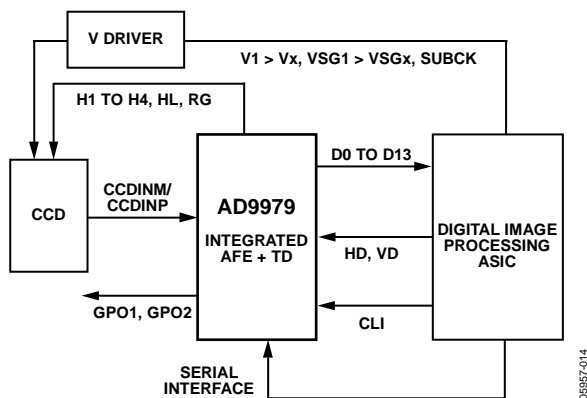 V DRIVER
V1 > Vx, VSG1 > VSGx, SUBCK
H1 TO H4, HL, RG
CCD
CCDINM/
CCDINP
AD9979
INTEGRATED
AFE + TD
D0 TO D13
HD, VD
CLI
DIGITAL IMAGE
PROCESSING
ASIC
GPO1, GPO2
SERIAL
INTERFACE
05957-014